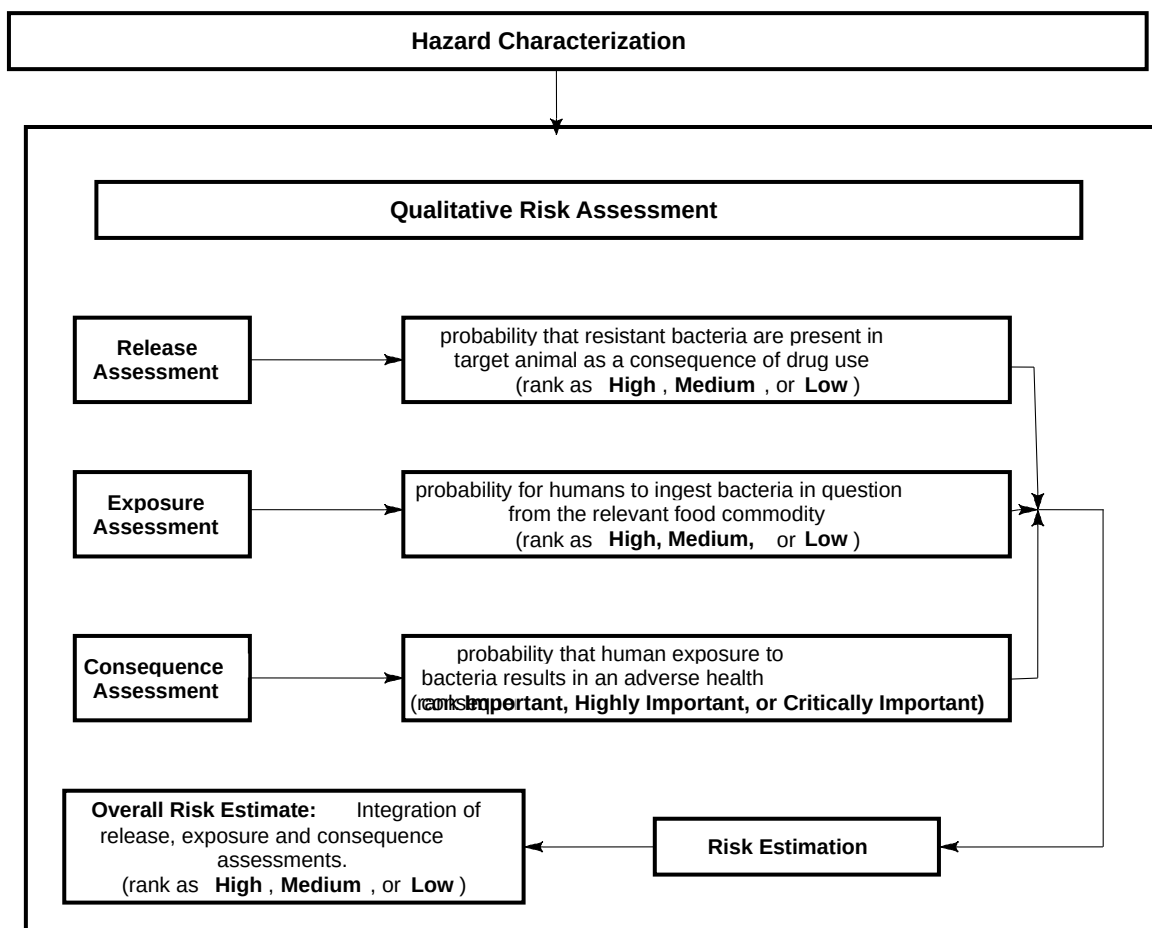 Hazard Characterization
Qualitative Risk Assessment
Release
Assessment
probability that resistant bacteria are present in
target animal as a consequence of drug use
(rank as High , Medium , or Low )
Exposure
Assessment
probability for humans to ingest bacteria in question
from the relevant food commodity
(rank as High, Medium, or Low )
Consequence
Assessment
probability that human exposure to
bacteria results in an adverse health
Important, Highly Important, or Critically Important)
Overall Risk Estimate: Integration of
release, exposure and consequence
assessments.
(rank as High , Medium , or Low )
Risk Estimation